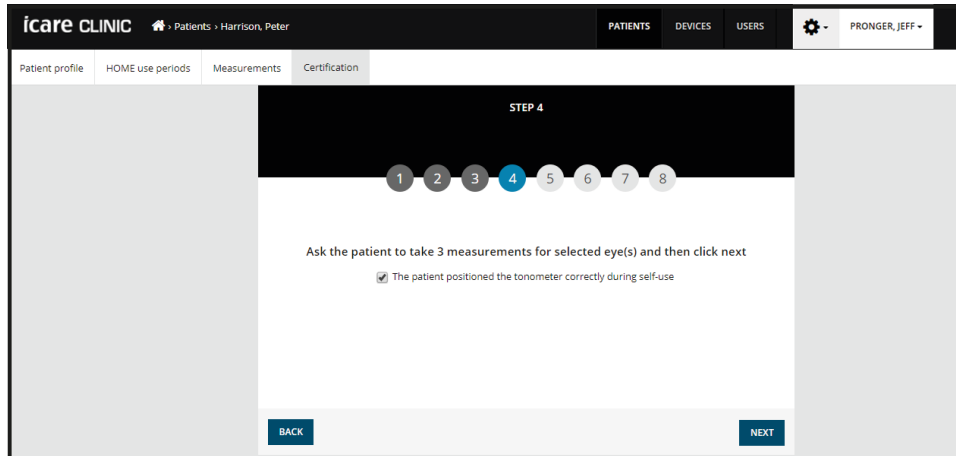 icare CLINIC › Patients › Harrison, Peter PATIENTS DEVICES USERS PRONGER, JEFF
Patient profile HOME use periods Measurements Certification
STEP 4
1 2 3 4 5 6 7 8
Ask the patient to take 3 measurements for selected eye(s) and then click next
The patient positioned the tonometer correctly during self-use
BACK NEXT